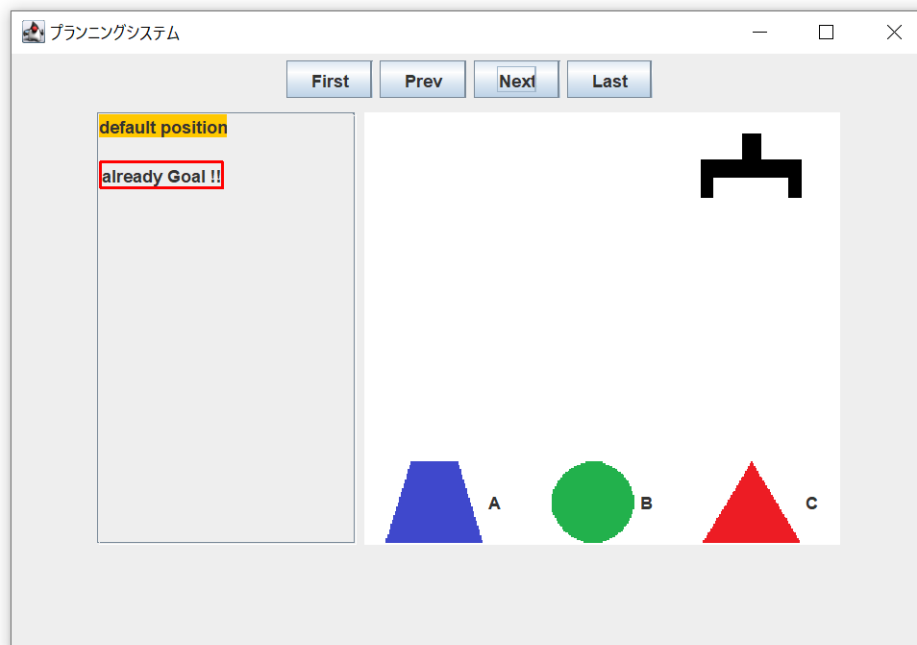 プランニングシステム
First Prev Next Last
default position
already Goal !!
A B C